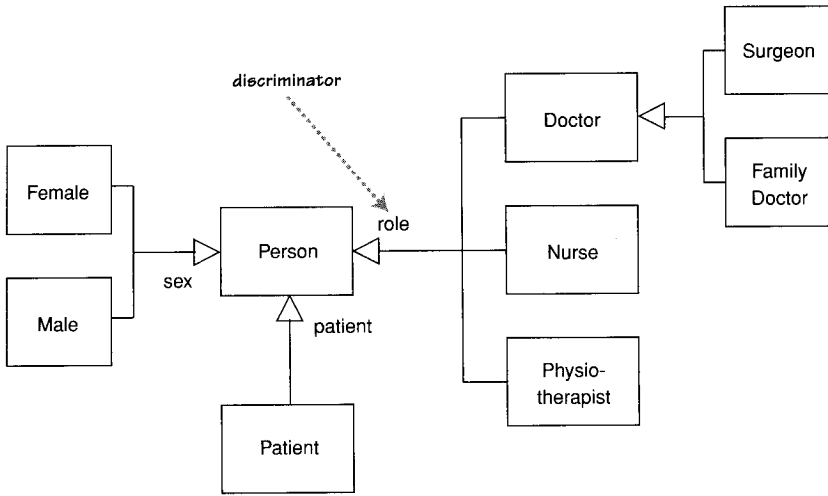 Surgeon
discriminator
Doctor
Family
Doctor
Female
role
Person
Nurse
sex
Male
patient
Physio-
therapist
Patient